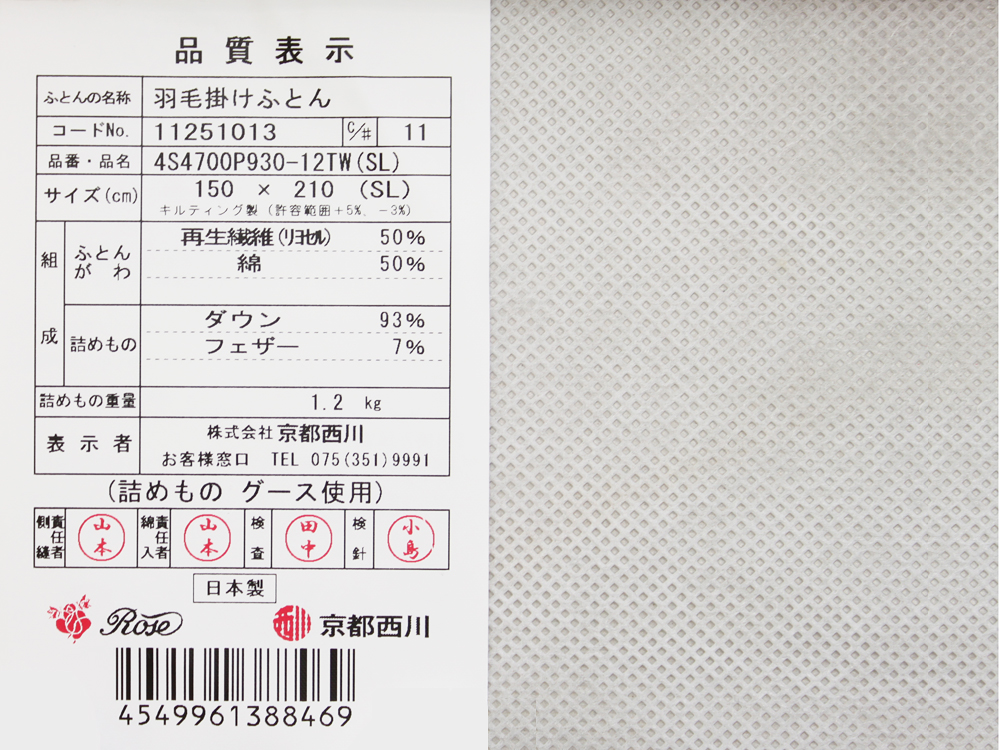 品質表示
ふとんの名称 羽毛掛けふとん
コードNo. 11251013 C/# 11
品番・品名 4S4700P930-12TW(SL)
サイズ(cm) 150 × 210 (SL)
キルティング製(許容範囲+5%、-3%)
組成 ふとんがわ 再生繊維(リヨセル) 50%
綿 50%
詰めもの ダウン 93%
フェザー 7%
詰めもの重量 1.2 kg
表示者 株式会社 京都西川
お客様窓口 TEL 075(351)9991
(詰めもの グース使用)
側縫責任者 山本 綿入責任者 山本 検査 田中 検針 小島
日本製
Rose 西川 京都西川
4549961388469